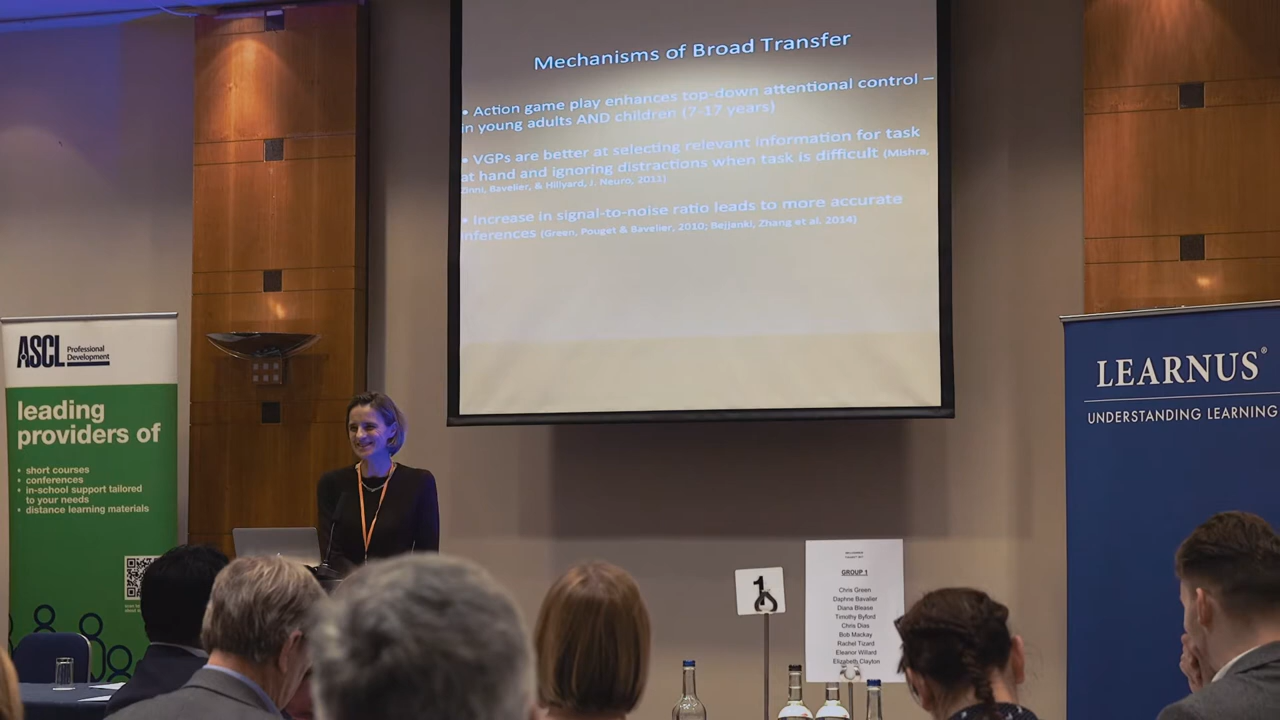 Mechanisms of Broad Transfer
• Action game play enhances top-down attentional control –
in young adults AND children (7-17 years)
• VGPs are better at selecting relevant information for task
at hand and ignoring distractions when task is difficult (Mishra,
Zinni, Bavelier, & Hillyard, J. Neuro, 2011)
• Increase in signal-to-noise ratio leads to more accurate
inferences (Green, Pouget & Bavelier, 2010; Bejjanki, Zhang et al. 2014)
ASCL Professional
Development
leading
providers of
• short courses
• conferences
• in-school support tailored
to your needs
• distance learning materials
LEARNUS®
UNDERSTANDING LEARNING
1
GROUP 1
Chris Green
Daphne Bavalier
Diana Blease
Timothy Byford
Chris Dias
Bob Mackay
Rachel Tizard
Eleanor Willard
Elizabeth Clayton